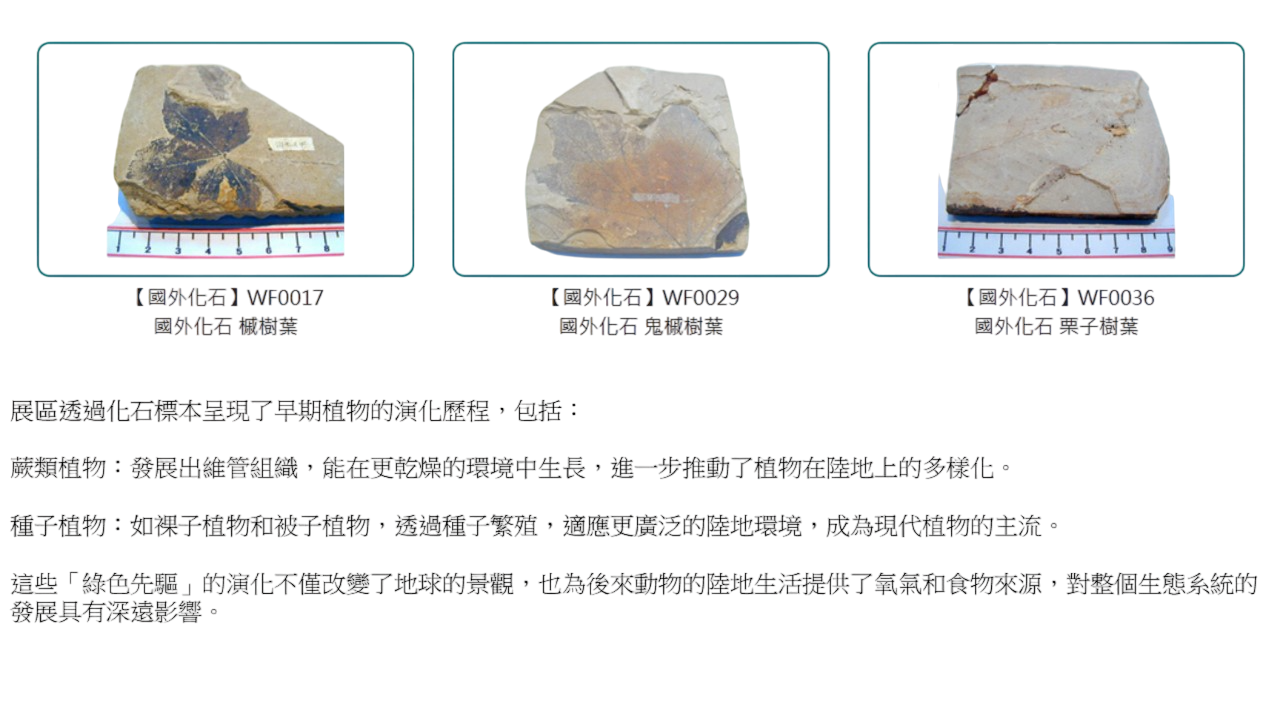 1 2 3 4 5 6 7 8
1 2 3 4 5 6 7 8 9
【國外化石】WF0017
國外化石 槭樹葉
【國外化石】WF0029
國外化石 鬼槭樹葉
【國外化石】WF0036
國外化石 栗子樹葉
展區透過化石標本呈現了早期植物的演化歷程，包括：
蕨類植物：發展出維管組織，能在更乾燥的環境中生長，進一步推動了植物在陸地上的多樣化。
種子植物：如裸子植物和被子植物，透過種子繁殖，適應更廣泛的陸地環境，成為現代植物的主流。
這些「綠色先驅」的演化不僅改變了地球的景觀，也為後來動物的陸地生活提供了氧氣和食物來源，對整個生態系統的
發展具有深遠影響。